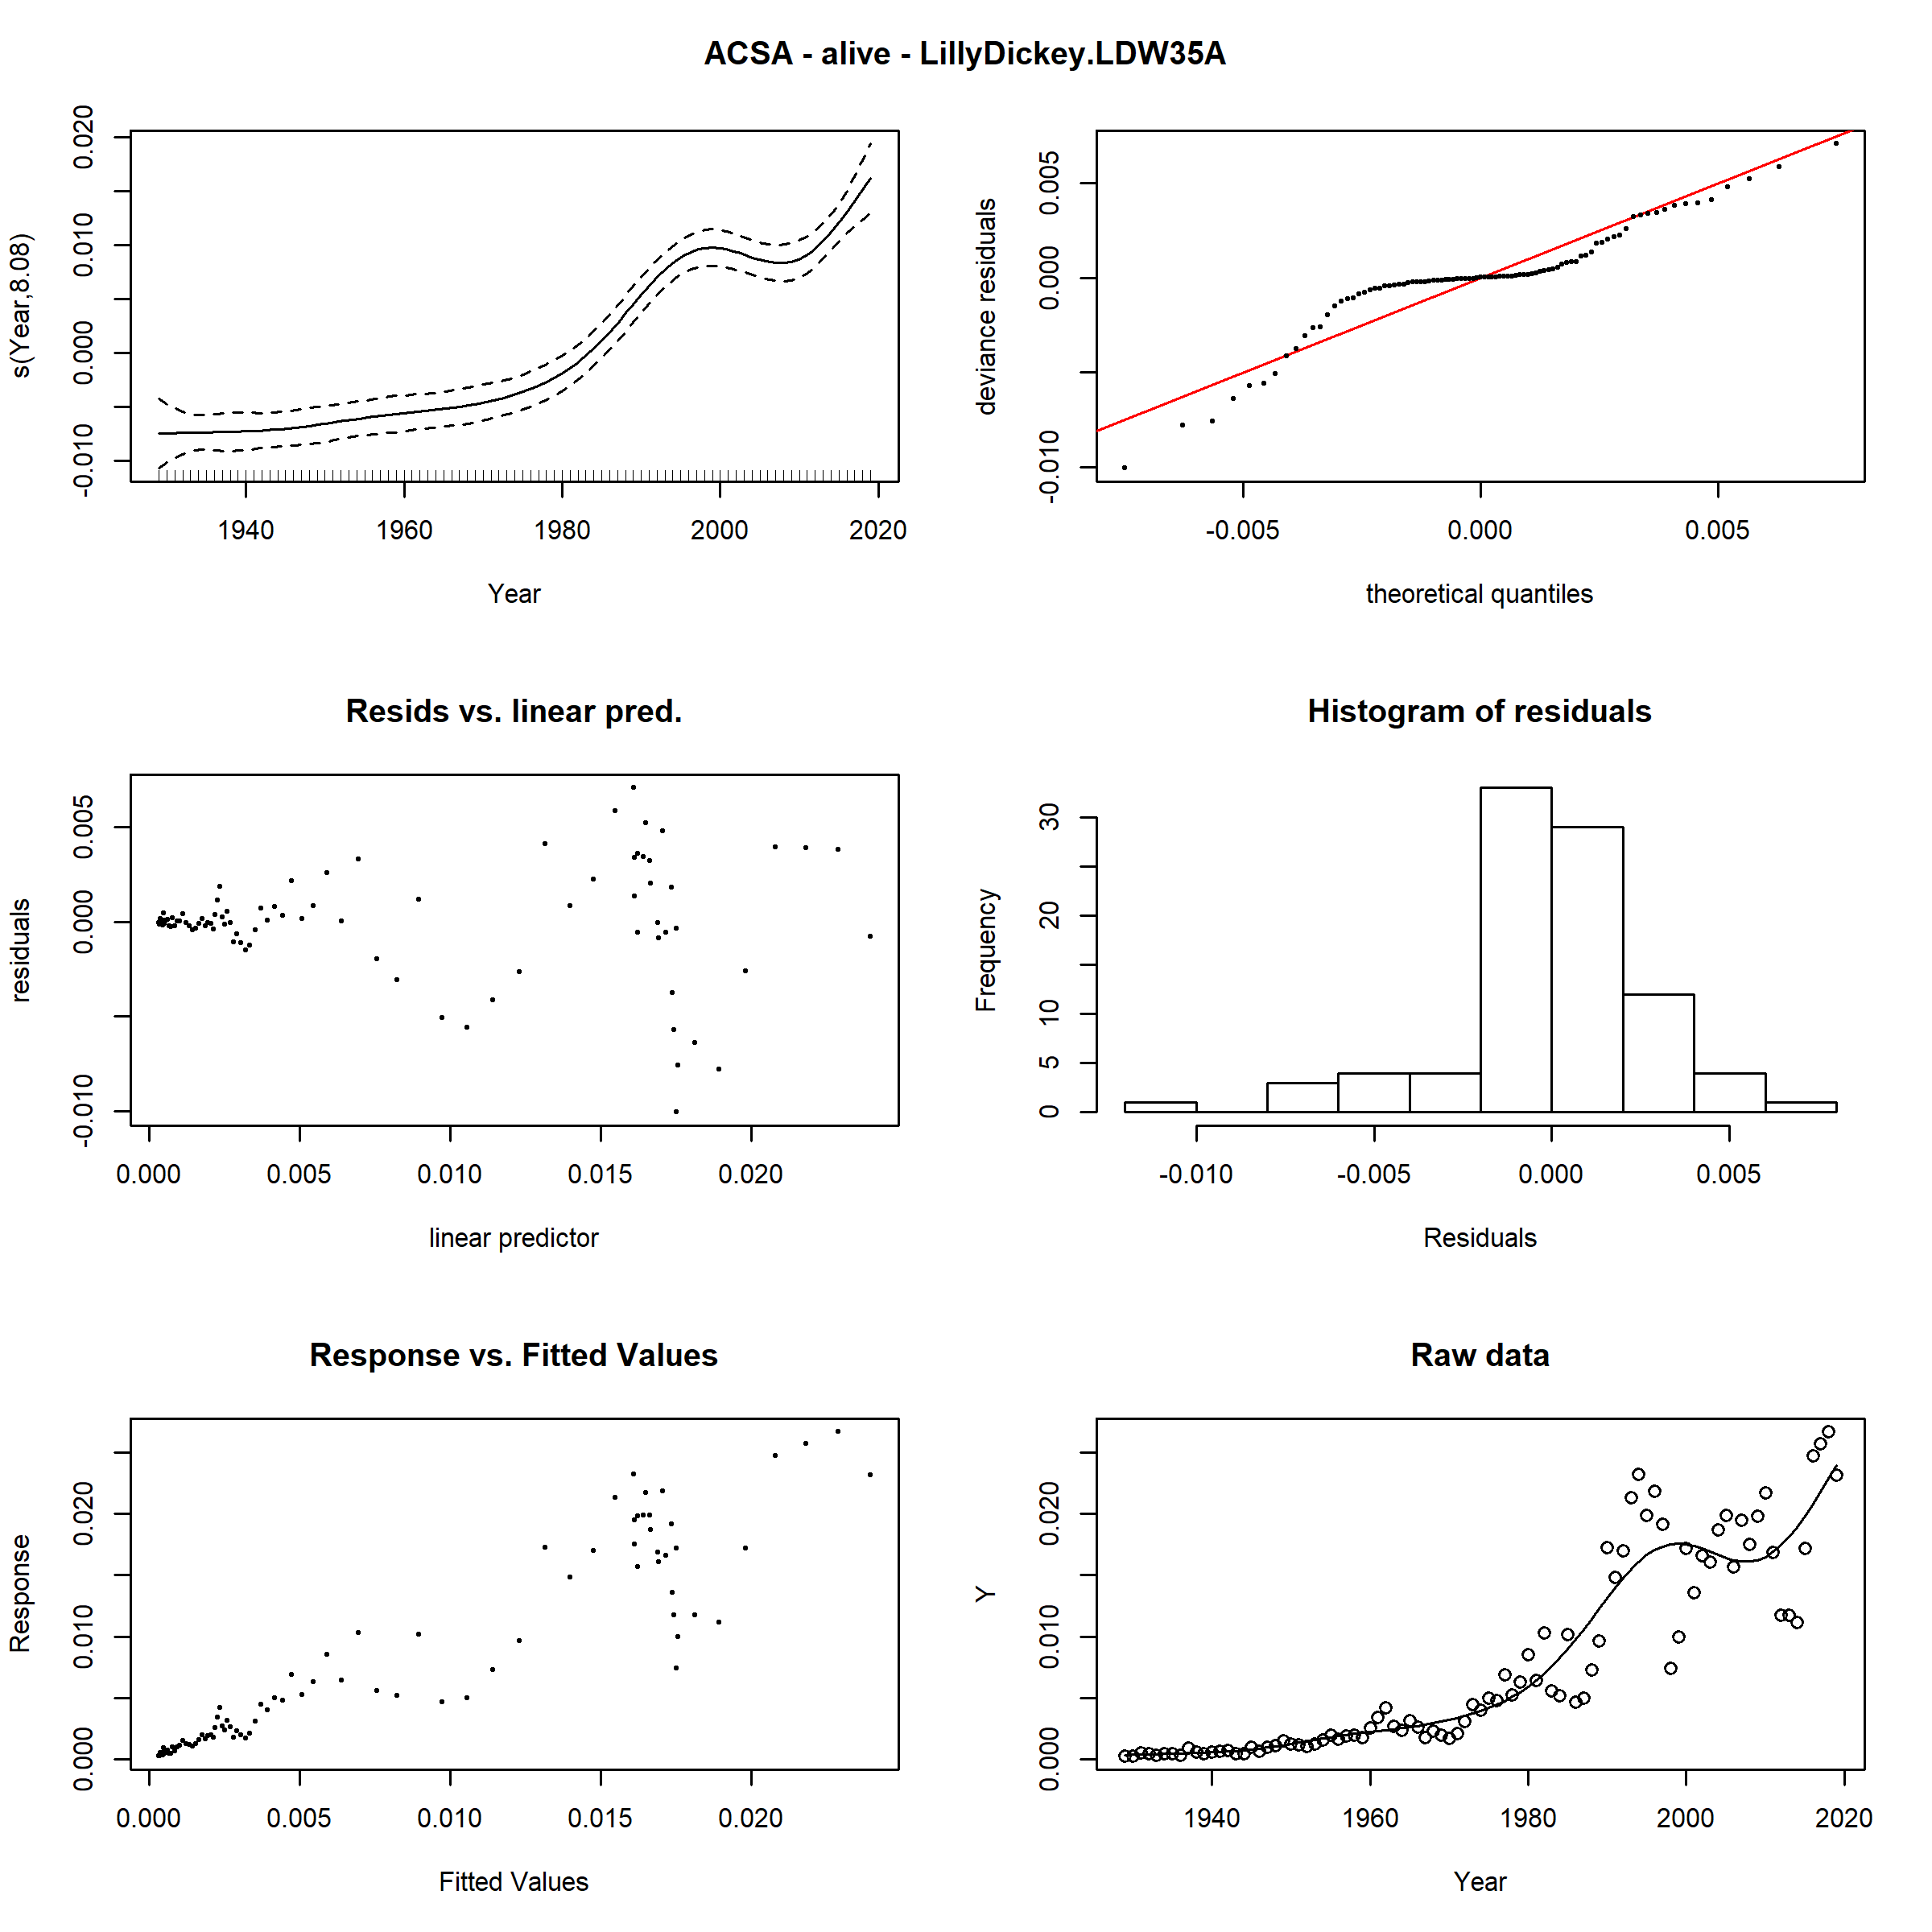 ACSA - alive - LillyDickey.LDW35A
s(Year,8.08)
-0.010 0.000 0.010 0.020
1940 1960 1980 2000 2020
Year
deviance residuals
-0.010 0.000 0.005
-0.005 0.000 0.005
theoretical quantiles
Resids vs. linear pred.
residuals
-0.010 0.000 0.005
0.000 0.005 0.010 0.015 0.020
linear predictor
Histogram of residuals
Frequency
0 5 10 20 30
-0.010 -0.005 0.000 0.005
Residuals
Response vs. Fitted Values
Response
0.000 0.010 0.020
0.000 0.005 0.010 0.015 0.020
Fitted Values
Raw data
Y
0.000 0.010 0.020
1940 1960 1980 2000 2020
Year